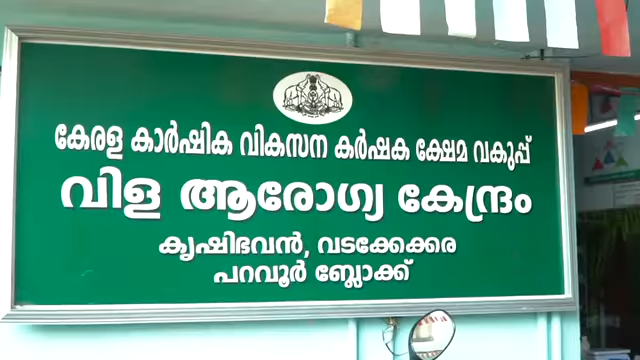 കേരള കാർഷിക വികസന കർഷക ക്ഷേമ വകുപ്പ്
വിള ആരോഗ്യ കേന്ദ്രം
കൃഷിഭവൻ, വടക്കേക്കര
പറവൂർ ബ്ലോക്ക്